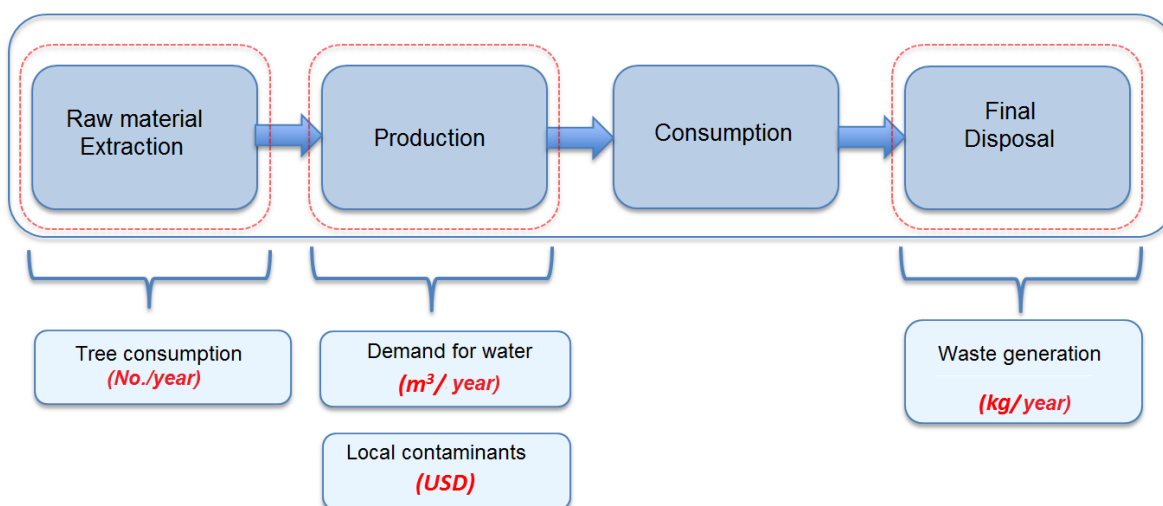 Raw material
Extraction
Production
Consumption
Final
Disposal
Tree consumption
(No./year)
Demand for water
(m³/ year)
Local contaminants
(USD)
Waste generation
(kg/year)